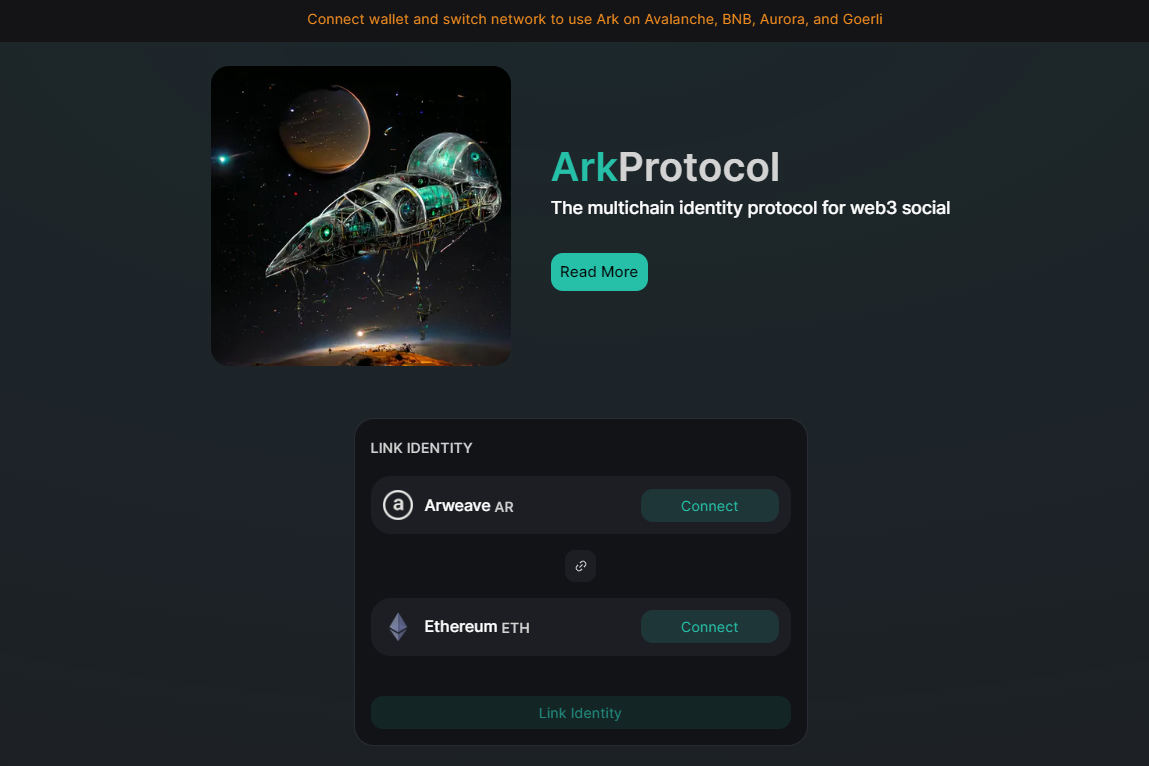 Connect wallet and switch network to use Ark on Avalanche, BNB, Aurora, and Goerli
ArkProtocol
The multichain identity protocol for web3 social
Read More
LINK IDENTITY
a
Arweave AR
Connect
Ethereum ETH
Connect
Link Identity